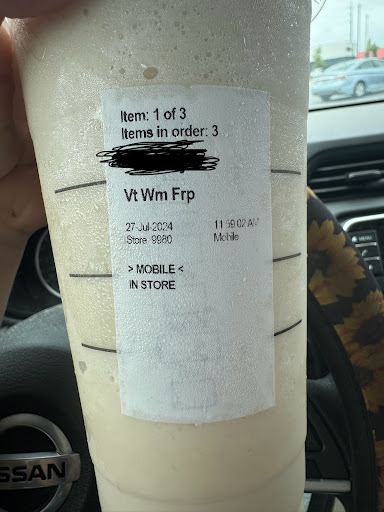 Item: 1 of 3
Items in order: 3
Vt Wm Frp
27-Jul-2024 11:59:02 AM
Store 9980 Mobile
> MOBILE <
IN STORE
NISSAN